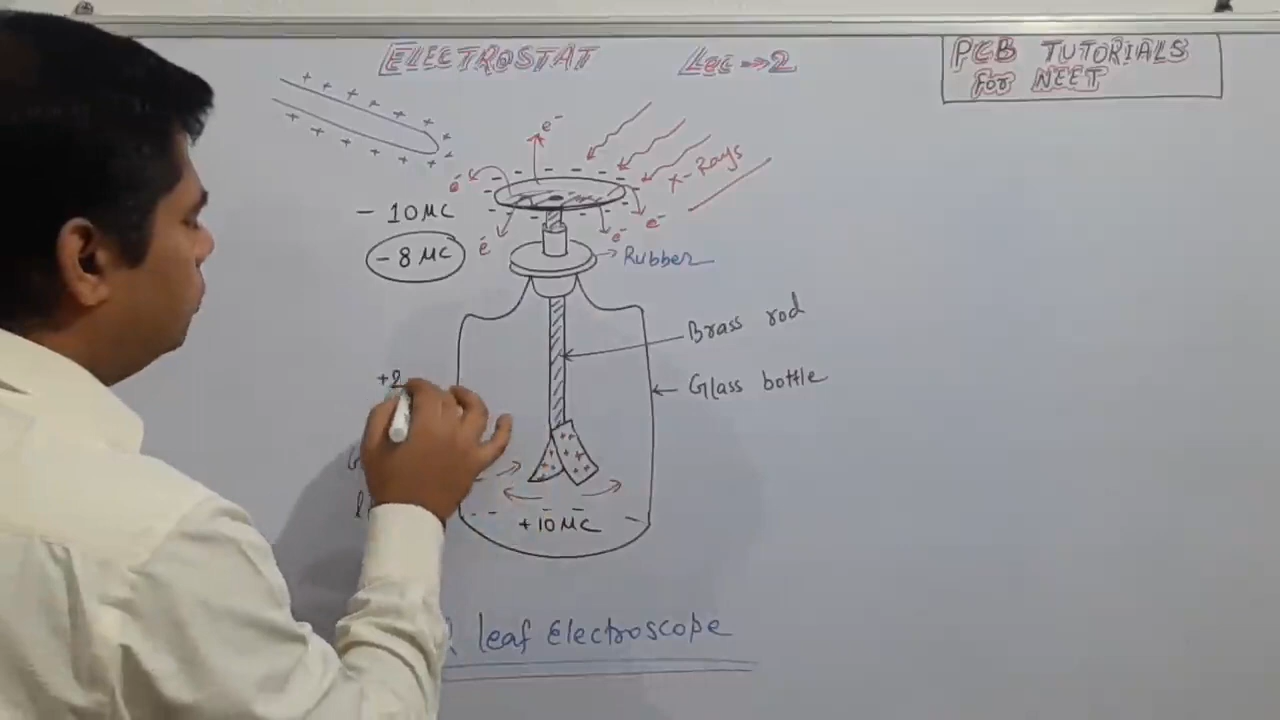 ELECTROSTAT Lec → 2
PCB TUTORIALS
For NEET
e⁻
X-Rays
e⁻
e⁻
e⁻
e⁻
- 10 μC
- 8 μC
Rubber
Brass rod
Glass bottle
+2
+10 μC
leaf Electroscope